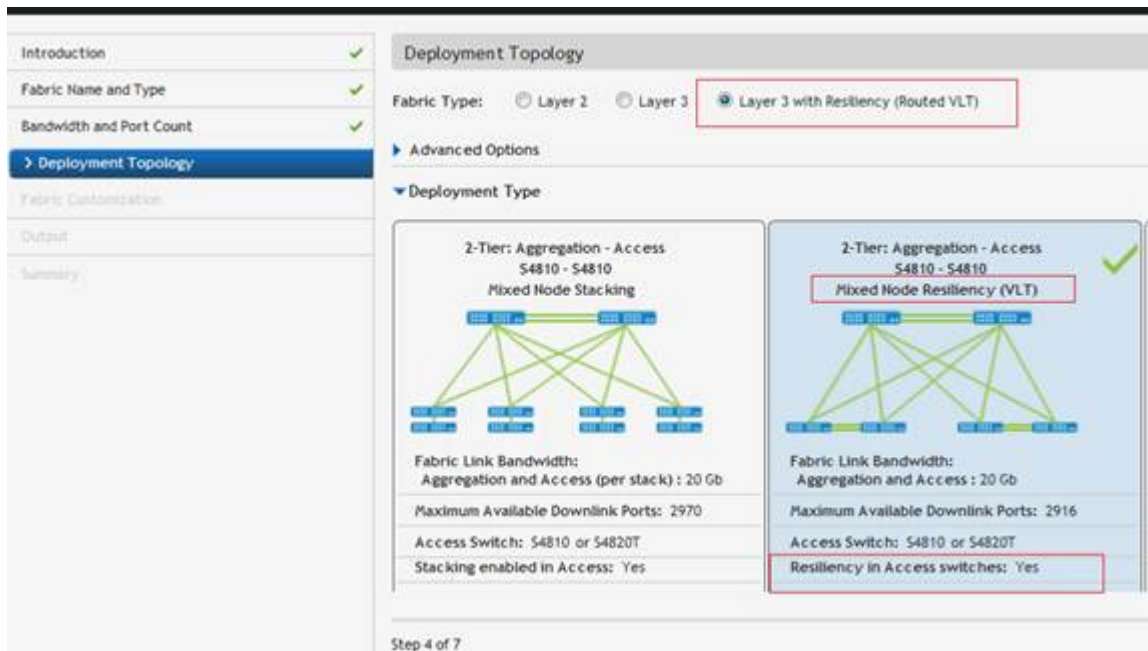 Introduction
Fabric Name and Type
Bandwidth and Port Count
> Deployment Topology
Fabric Customization
Output
Summary
Deployment Topology
Fabric Type: Layer 2 Layer 3 Layer 3 with Resiliency (Routed VLT)
Advanced Options
Deployment Type
2-Tier: Aggregation - Access
S4810 - S4810
Mixed Node Stacking
Fabric Link Bandwidth:
Aggregation and Access (per stack) : 20 Gb
Maximum Available Downlink Ports: 2970
Access Switch: S4810 or S4820T
Stacking enabled in Access: Yes
2-Tier: Aggregation - Access
S4810 - S4810
Mixed Node Resiliency (VLT)
Fabric Link Bandwidth:
Aggregation and Access : 20 Gb
Maximum Available Downlink Ports: 2916
Access Switch: S4810 or S4820T
Resiliency in Access switches: Yes
Step 4 of 7